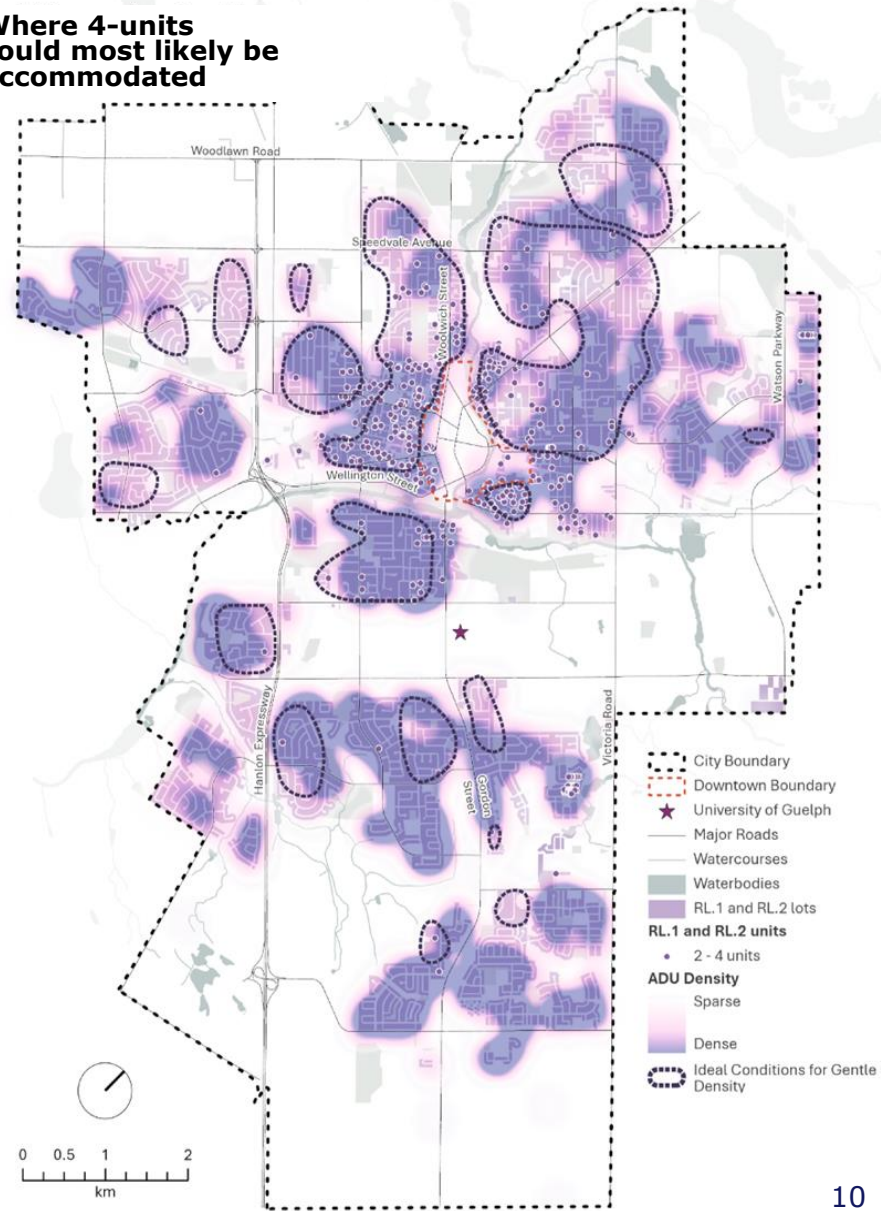 Where 4-units
ould most likely be
ccommodated
Woodlawn Road
Speedvale Avenue
Woolwich Street
Watson Parkway
Wellington Street
Hanlon Expressway
Victoria Road
Gordon
Street
City Boundary
Downtown Boundary
University of Guelph
Major Roads
Watercourses
Waterbodies
RL.1 and RL.2 lots
RL.1 and RL.2 units
2 - 4 units
ADU Density
Sparse
Dense
Ideal Conditions for Gentle
Density
0 0.5 1 2
km
10